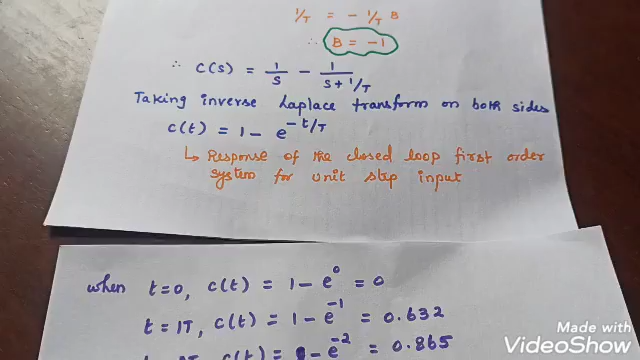 1/T = - 1/T B
∴ B = -1
∴ C(s) = 1/S - 1/(S + 1/T)
Taking inverse Laplace transform on both sides
c(t) = 1 - e^(-t/T)
↳ Response of the closed loop first order
system for unit step input
when t=0, c(t) = 1 - e^0 = 0
t = 1T, c(t) = 1 - e^-1 = 0.632
c(t) = 1 - e^-2 = 0.865
Made with
VideoShow